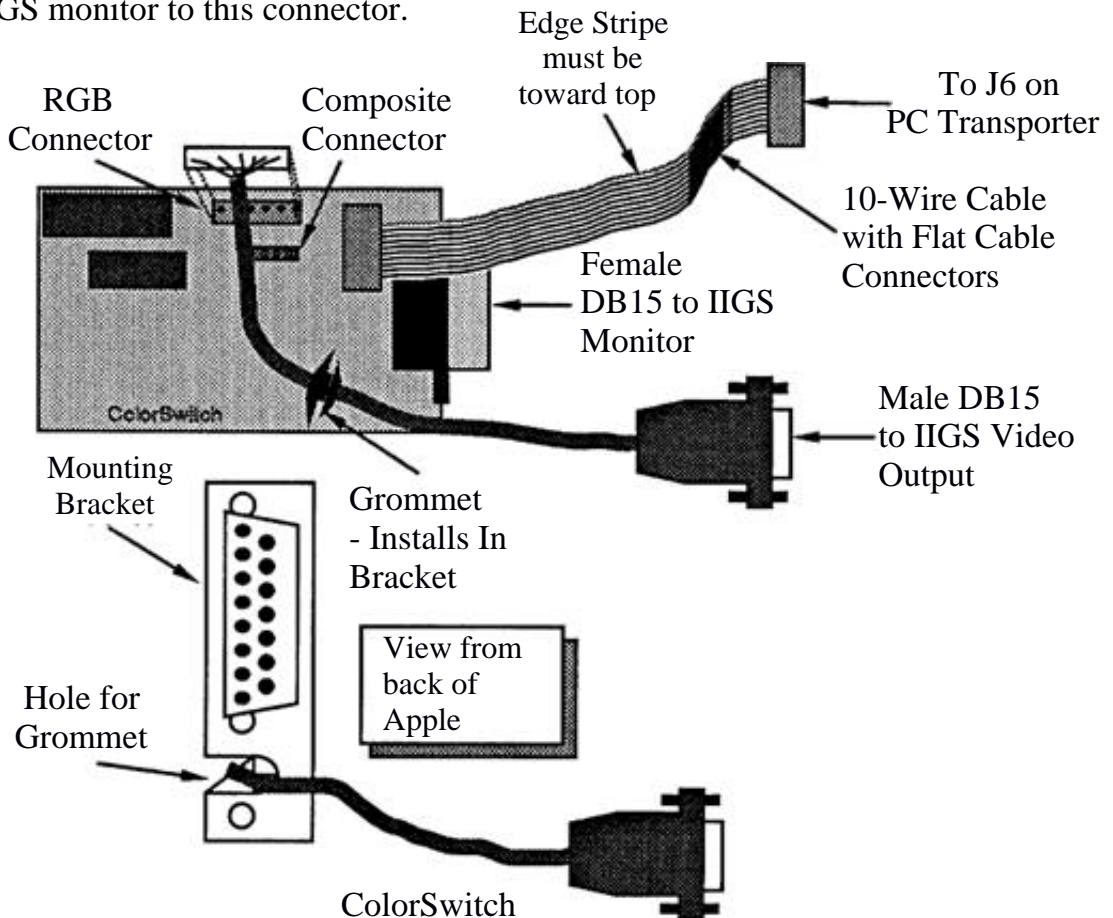 GS monitor to this connector.
Edge Stripe
must be
toward top
RGB
Connector
Composite
Connector
To J6 on
PC Transporter
10-Wire Cable
with Flat Cable
Connectors
Female
DB15 to IIGS
Monitor
ColorSwitch
Male DB15
to IIGS Video
Output
Mounting
Bracket
Grommet
- Installs In
Bracket
View from
back of
Apple
Hole for
Grommet
ColorSwitch